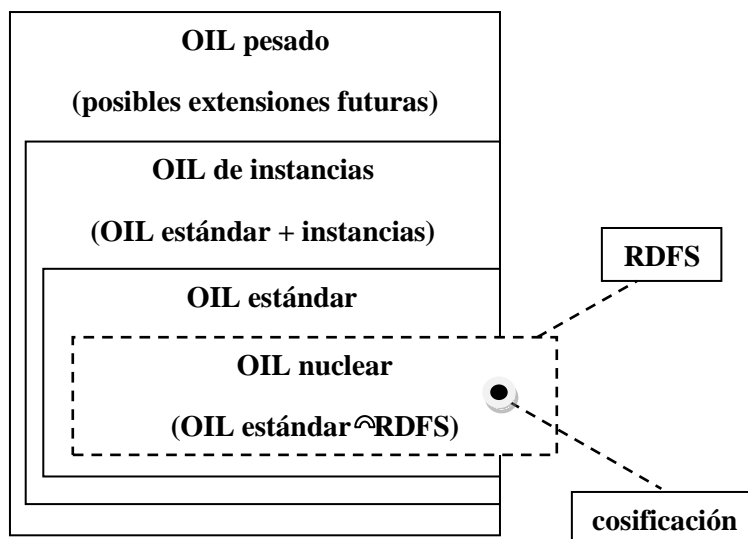 OIL pesado
(posibles extensiones futuras)
OIL de instancias
(OIL estándar + instancias)
RDFS
OIL estándar
OIL nuclear
(OIL estándar ∩ RDFS)
cosificación